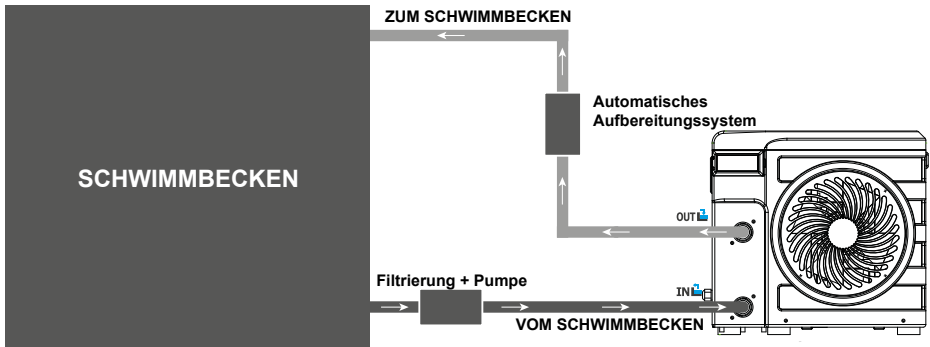 ZUM SCHWIMMBECKEN
Automatisches
Aufbereitungssystem
SCHWIMMBECKEN
OUT
Filtrierung + Pumpe
IN
VOM SCHWIMMBECKEN